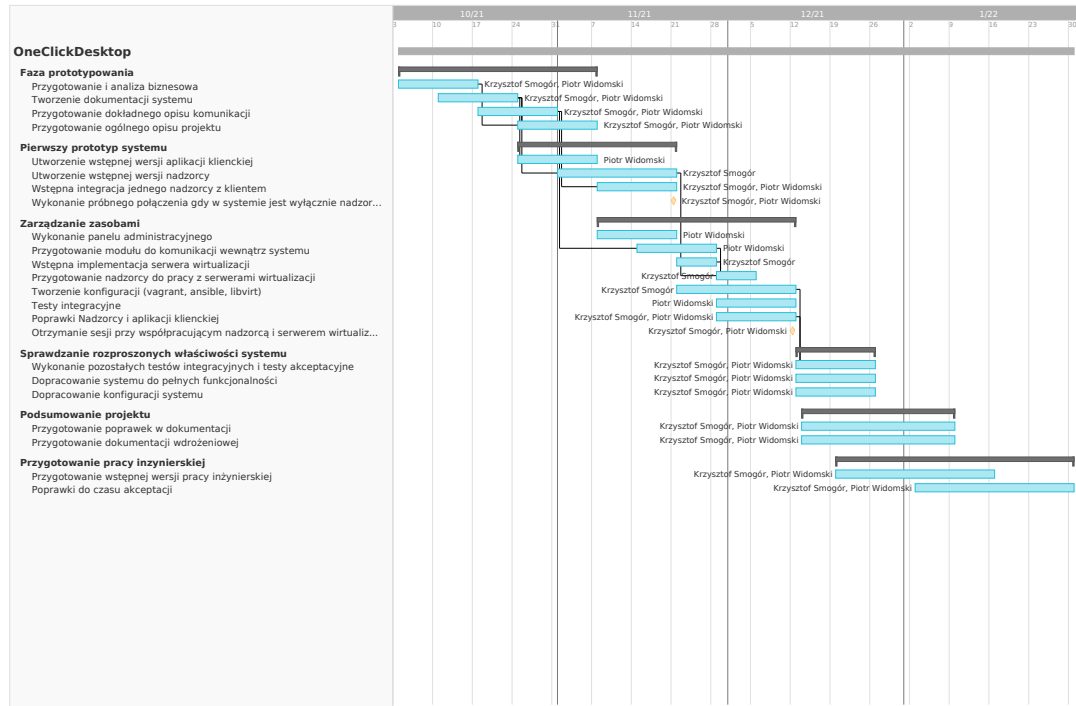 10/21 11/21 12/21 1/22
3 10 17 24 31 7 14 21 28 5 12 19 26 2 9 16 23 30
OneClickDesktop
Faza prototypowania
Przygotowanie i analiza biznesowa Krzysztof Smogór, Piotr Widomski
Tworzenie dokumentacji systemu Krzysztof Smogór, Piotr Widomski
Przygotowanie dokładnego opisu komunikacji Krzysztof Smogór, Piotr Widomski
Przygotowanie ogólnego opisu projektu Krzysztof Smogór, Piotr Widomski
Pierwszy prototyp systemu
Utworzenie wstępnej wersji aplikacji klienckiej Piotr Widomski
Utworzenie wstępnej wersji nadzorcy Krzysztof Smogór
Wstępna integracja jednego nadzorcy z klientem Krzysztof Smogór, Piotr Widomski
Wykonanie próbnego połączenia gdy w systemie jest wyłącznie nadzor... Krzysztof Smogór, Piotr Widomski
Zarządzanie zasobami
Wykonanie panelu administracyjnego Piotr Widomski
Przygotowanie modułu do komunikacji wewnątrz systemu Piotr Widomski
Wstępna implementacja serwera wirtualizacji Krzysztof Smogór
Przygotowanie nadzorcy do pracy z serwerami wirtualizacji Krzysztof Smogór
Tworzenie konfiguracji (vagrant, ansible, libvirt) Krzysztof Smogór
Testy integracyjne Piotr Widomski
Poprawki Nadzorcy i aplikacji klienckiej Krzysztof Smogór, Piotr Widomski
Otrzymanie sesji przy współpracującym nadzorcą i serwerem wirtualiz... Krzysztof Smogór, Piotr Widomski
Sprawdzanie rozproszonych właściwości systemu
Wykonanie pozostałych testów integracyjnych i testy akceptacyjne Krzysztof Smogór, Piotr Widomski
Dopracowanie systemu do pełnych funkcjonalności Krzysztof Smogór, Piotr Widomski
Dopracowanie konfiguracji systemu Krzysztof Smogór, Piotr Widomski
Podsumowanie projektu
Przygotowanie poprawek w dokumentacji Krzysztof Smogór, Piotr Widomski
Przygotowanie dokumentacji wdrożeniowej Krzysztof Smogór, Piotr Widomski
Przygotowanie pracy inzynierskiej
Przygotowanie wstępnej wersji pracy inżynierskiej Krzysztof Smogór, Piotr Widomski
Poprawki do czasu akceptacji Krzysztof Smogór, Piotr Widomski